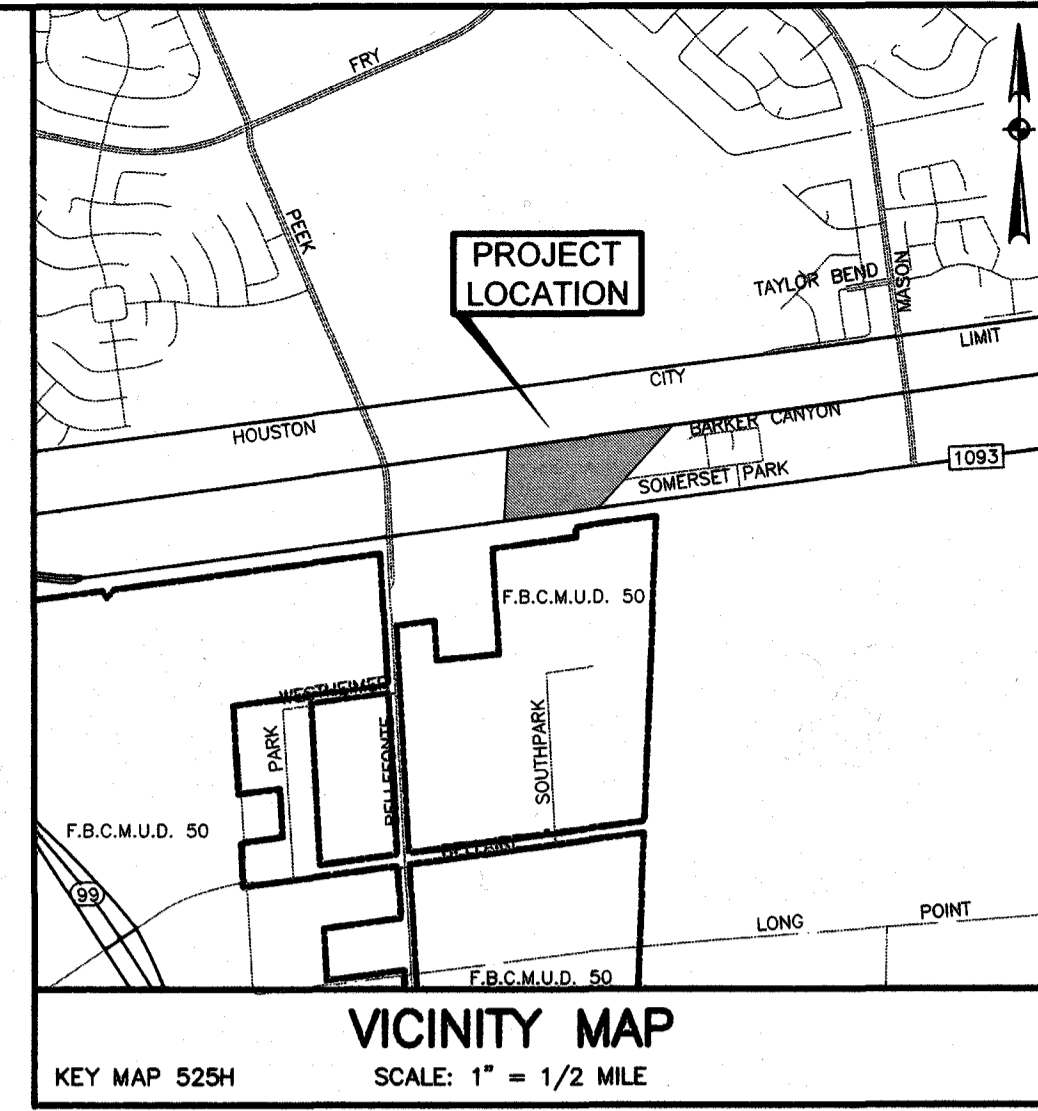 FRY
PEEK
PROJECT
LOCATION
TAYLOR BEND
MASON
LIMIT
CITY
HOUSTON
BARKER CANYON
1093
SOMERSET PARK
F.B.C.M.U.D. 50
WESTHEIMER
PARK
BELLEFONTE
SOUTHPARK
F.B.C.M.U.D. 50
BELLAIRE
99
LONG POINT
F.B.C.M.U.D. 50
VICINITY MAP
KEY MAP 525H
SCALE: 1" = 1/2 MILE